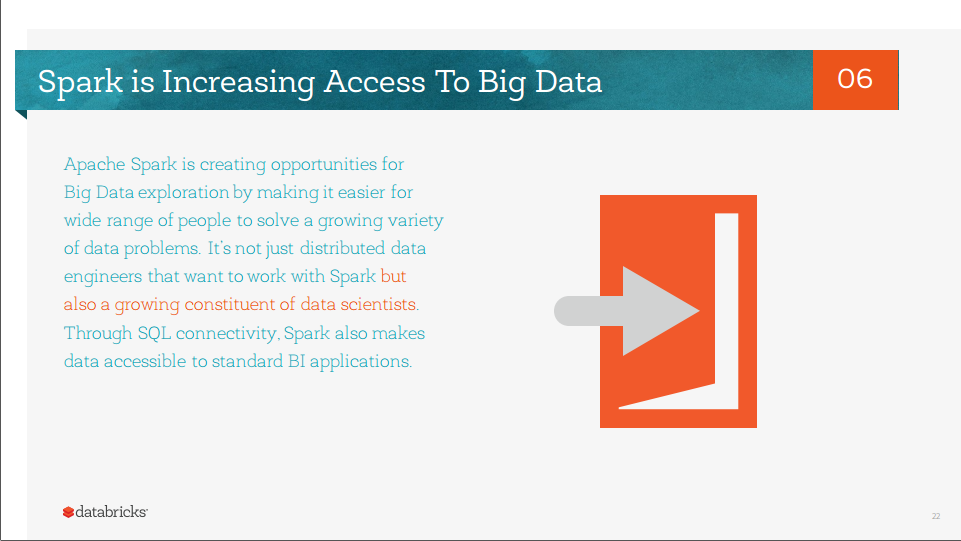 Spark is Increasing Access To Big Data
06
Apache Spark is creating opportunities for
Big Data exploration by making it easier for
wide range of people to solve a growing variety
of data problems. It's not just distributed data
engineers that want to work with Spark but
also a growing constituent of data scientists.
Through SQL connectivity, Spark also makes
data accessible to standard BI applications.
databricks
22